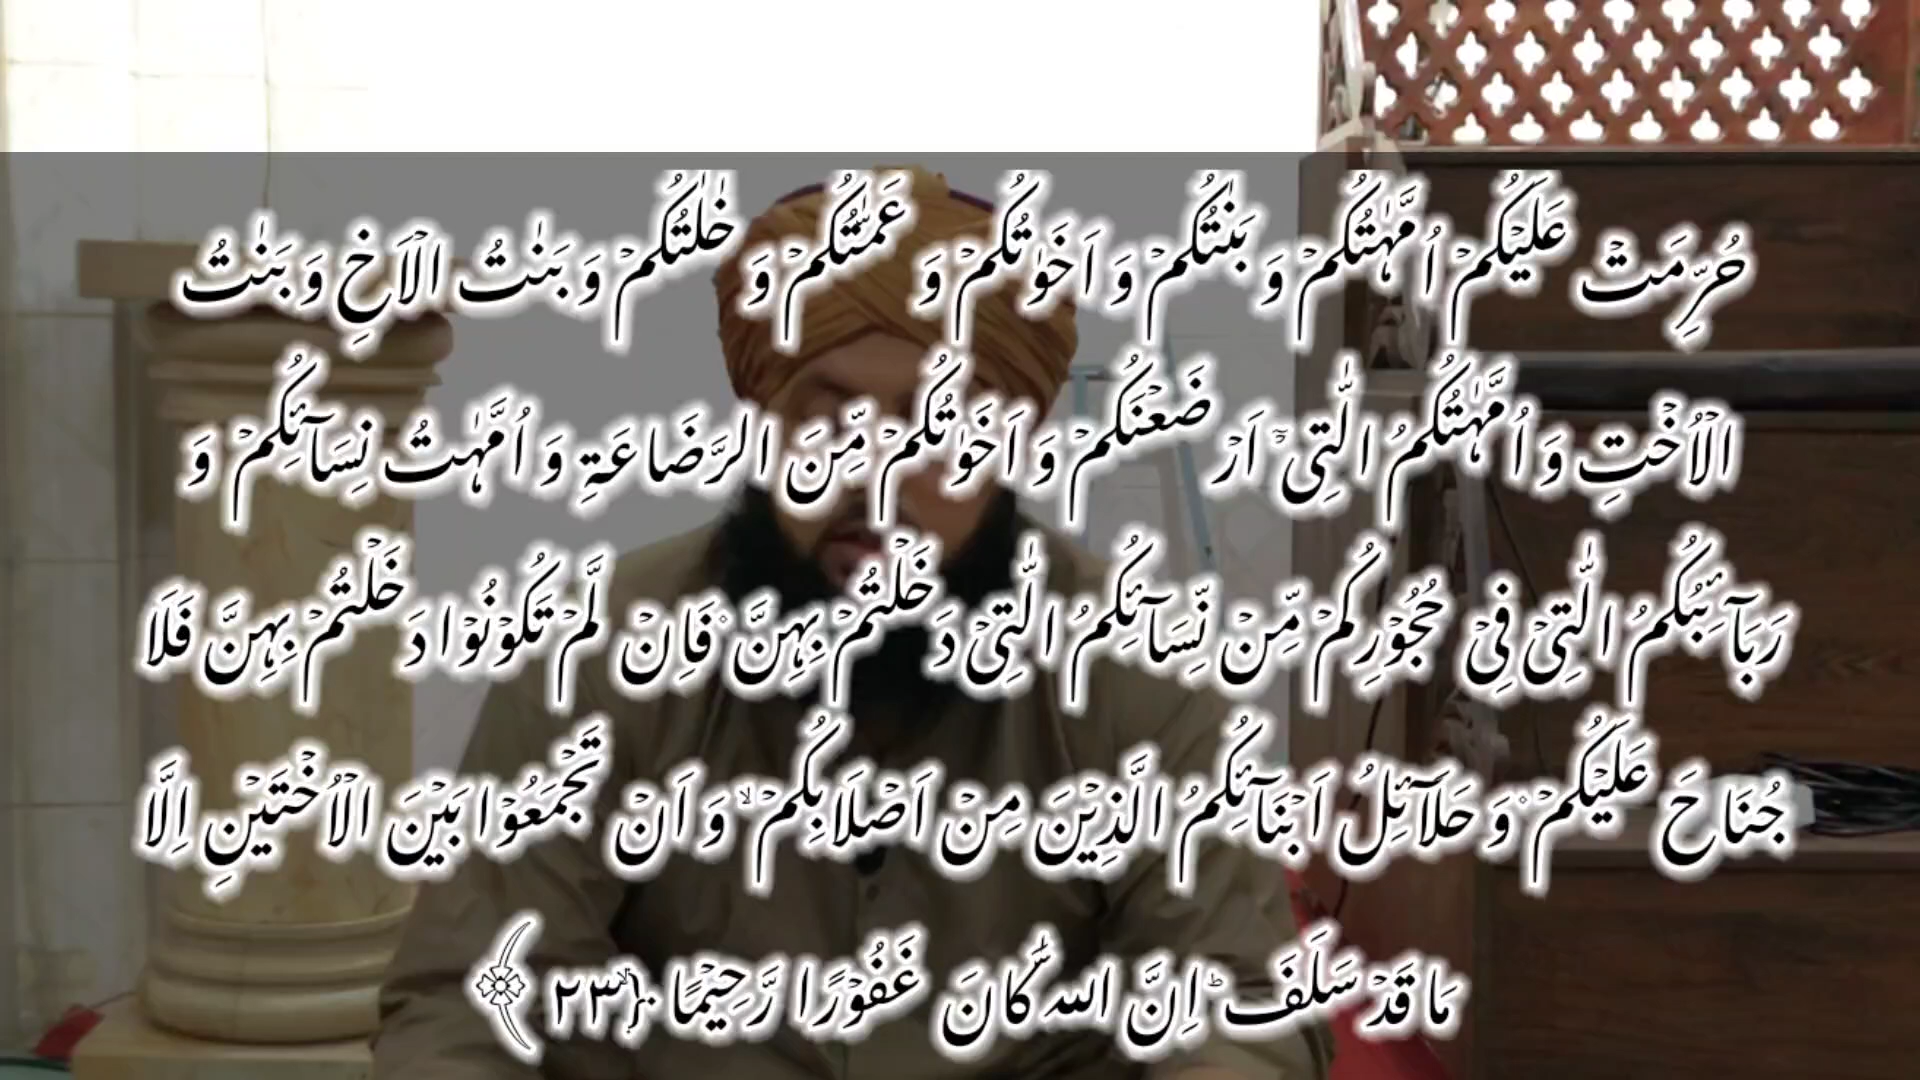 حُرِّمَتْ عَلَيْكُمْ اُمَّهٰتُكُمْ وَ بَنٰتُكُمْ وَ اَخَوٰتُكُمْ وَ عَمّٰتُكُمْ وَ خٰلٰتُكُمْ وَ بَنٰتُ الْاَخِ وَ بَنٰتُ
الْاُخْتِ وَ اُمَّهٰتُكُمُ الّٰتِیْۤ اَرْضَعْنَكُمْ وَ اَخَوٰتُكُمْ مِّنَ الرَّضَاعَةِ وَ اُمَّهٰتُ نِسَآئِكُمْ وَ
رَبَآئِبُكُمُ الّٰتِیْ فِیْ حُجُوْرِكُمْ مِّنْ نِّسَآئِكُمُ الّٰتِیْ دَخَلْتُمْ بِهِنَّ٘ فَاِنْ لَّمْ تَكُوْنُوْا دَخَلْتُمْ بِهِنَّ فَلَا
جُنَاحَ عَلَیْكُمْ٘ وَ حَلَآئِلُ اَبْنَآئِكُمُ الَّذِیْنَ مِنْ اَصْلَابِكُمْۙ وَ اَنْ تَجْمَعُوْا بَیْنَ الْاُخْتَیْنِ اِلَّا
مَا قَدْ سَلَفَؕ اِنَّ اللّٰهَ كَانَ غَفُوْرًا رَّحِیْمًاۙ ﴿۲۳﴾